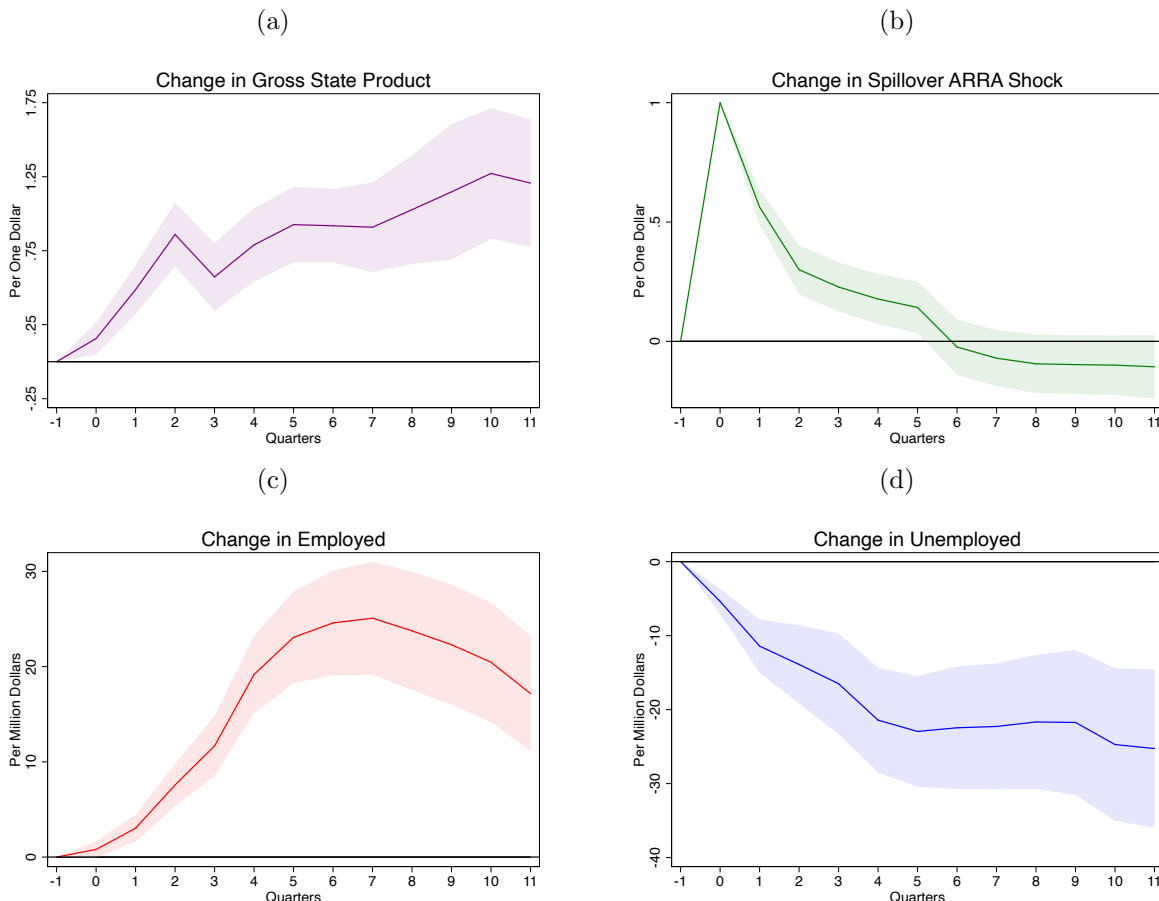 (a)
Change in Gross State Product
Per One Dollar
1.75
1.25
.75
.25
-.25
-1 0 1 2 3 4 5 6 7 8 9 10 11
Quarters
(b)
Change in Spillover ARRA Shock
Per One Dollar
1
.5
0
-1 0 1 2 3 4 5 6 7 8 9 10 11
Quarters
(c)
Change in Employed
Per Million Dollars
30
20
10
0
-1 0 1 2 3 4 5 6 7 8 9 10 11
Quarters
(d)
Change in Unemployed
Per Million Dollars
0
-10
-20
-30
-40
-1 0 1 2 3 4 5 6 7 8 9 10 11
Quarters